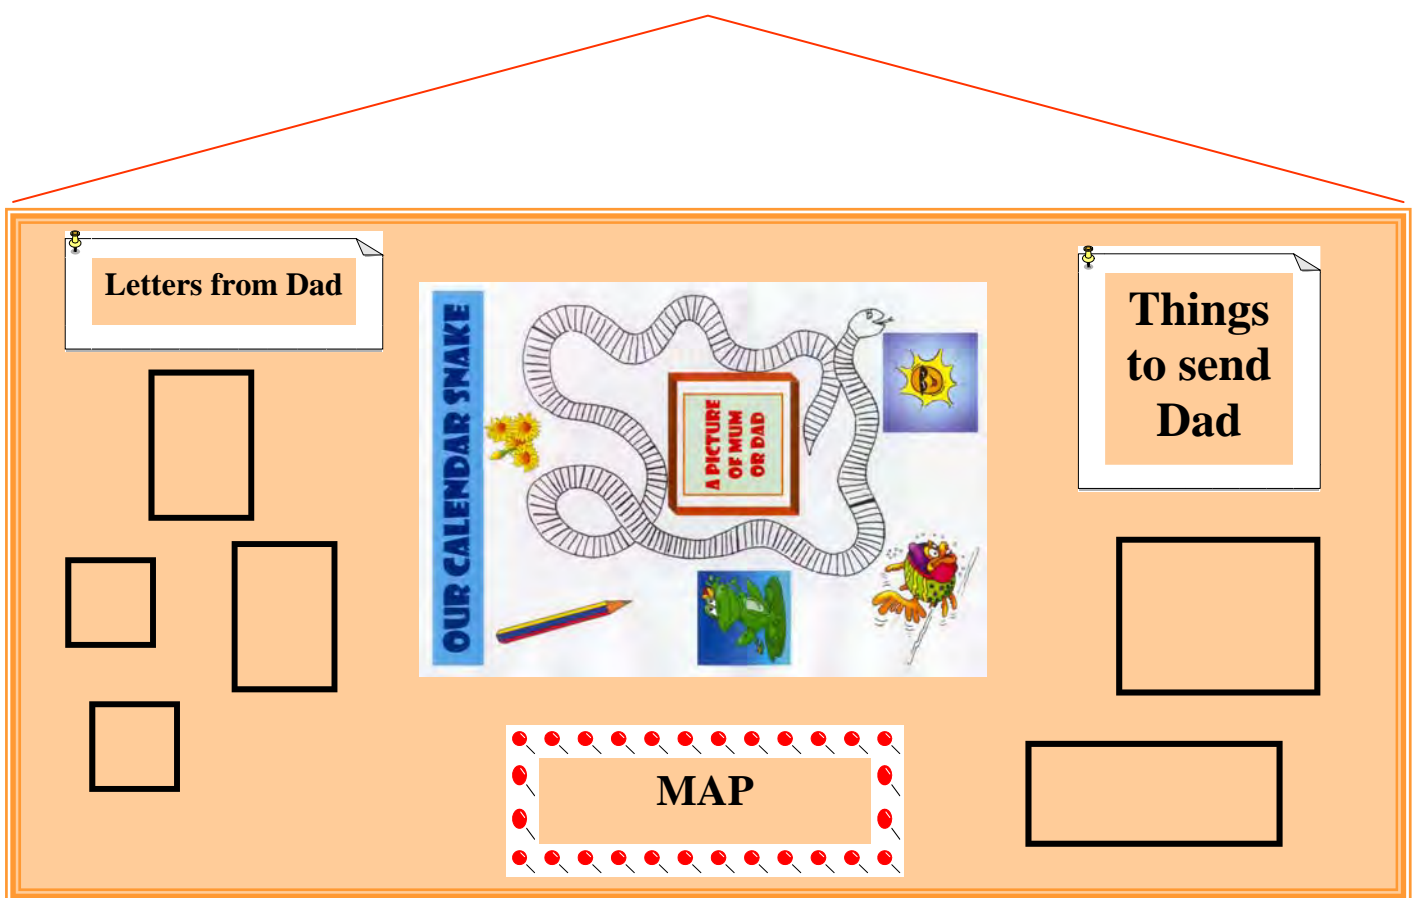 Letters from Dad
OUR CALENDAR SNAKE
A PICTURE
OF MUM
OR DAD
Things
to send
Dad
MAP